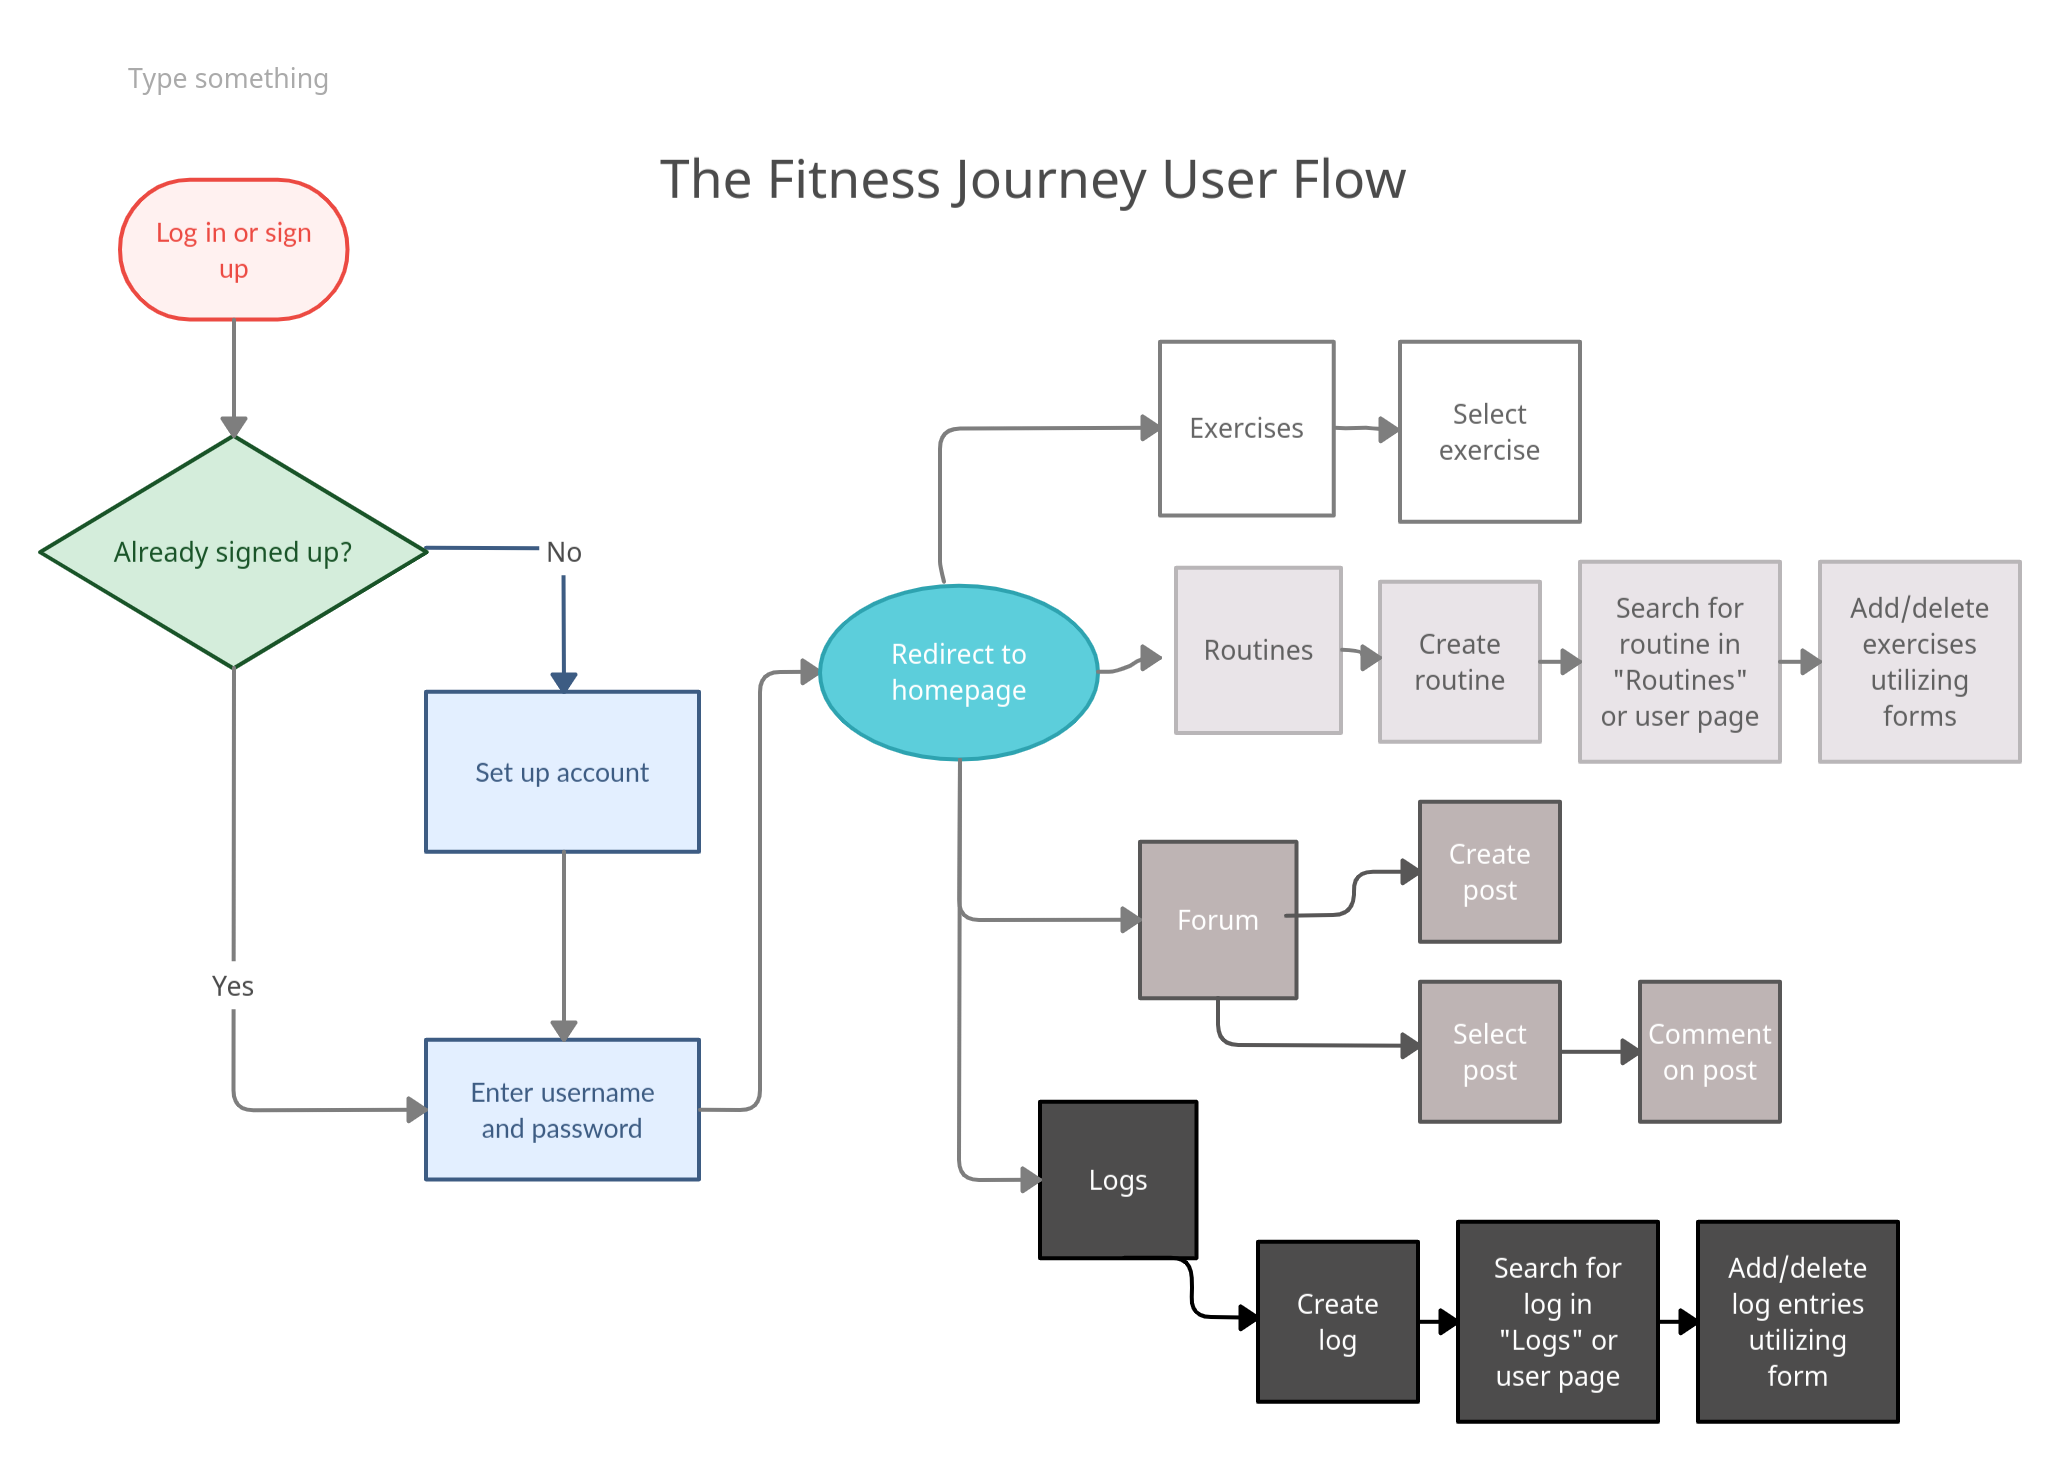 Type something
The Fitness Journey User Flow
Log in or sign
up
Already signed up?
No
Yes
Set up account
Enter username
and password
Redirect to
homepage
Exercises
Select
exercise
Routines
Create
routine
Search for
routine in
"Routines"
or user page
Add/delete
exercises
utilizing
forms
Forum
Create
post
Select
post
Comment
on post
Logs
Create
log
Search for
log in
"Logs" or
user page
Add/delete
log entries
utilizing
form